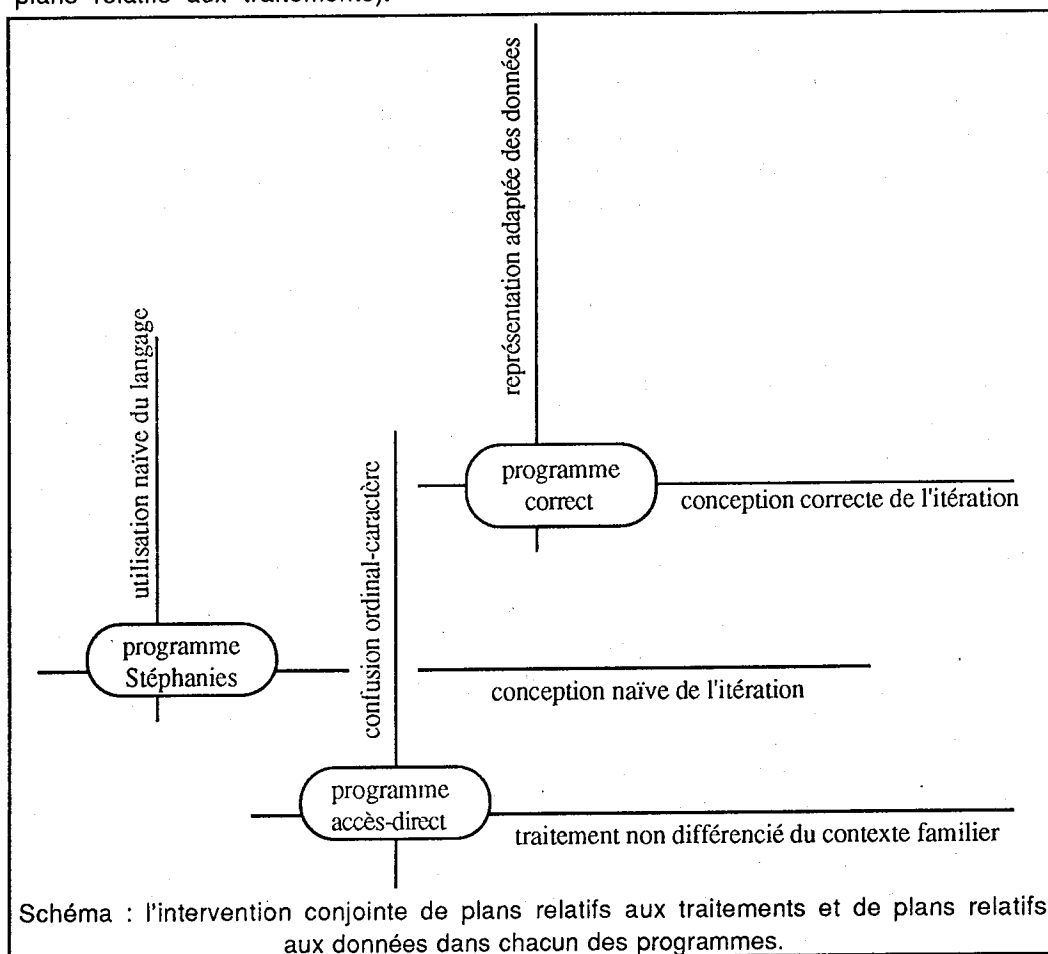 plans relatifs aux traitements).
représentation adaptée des données
utilisation naïve du langage
confusion ordinal-caractère
programme
correct
conception correcte de l'itération
programme
Stéphanies
conception naïve de l'itération
programme
accès-direct
traitement non différencié du contexte familier
Schéma : l'intervention conjointe de plans relatifs aux traitements et de plans relatifs
aux données dans chacun des programmes.